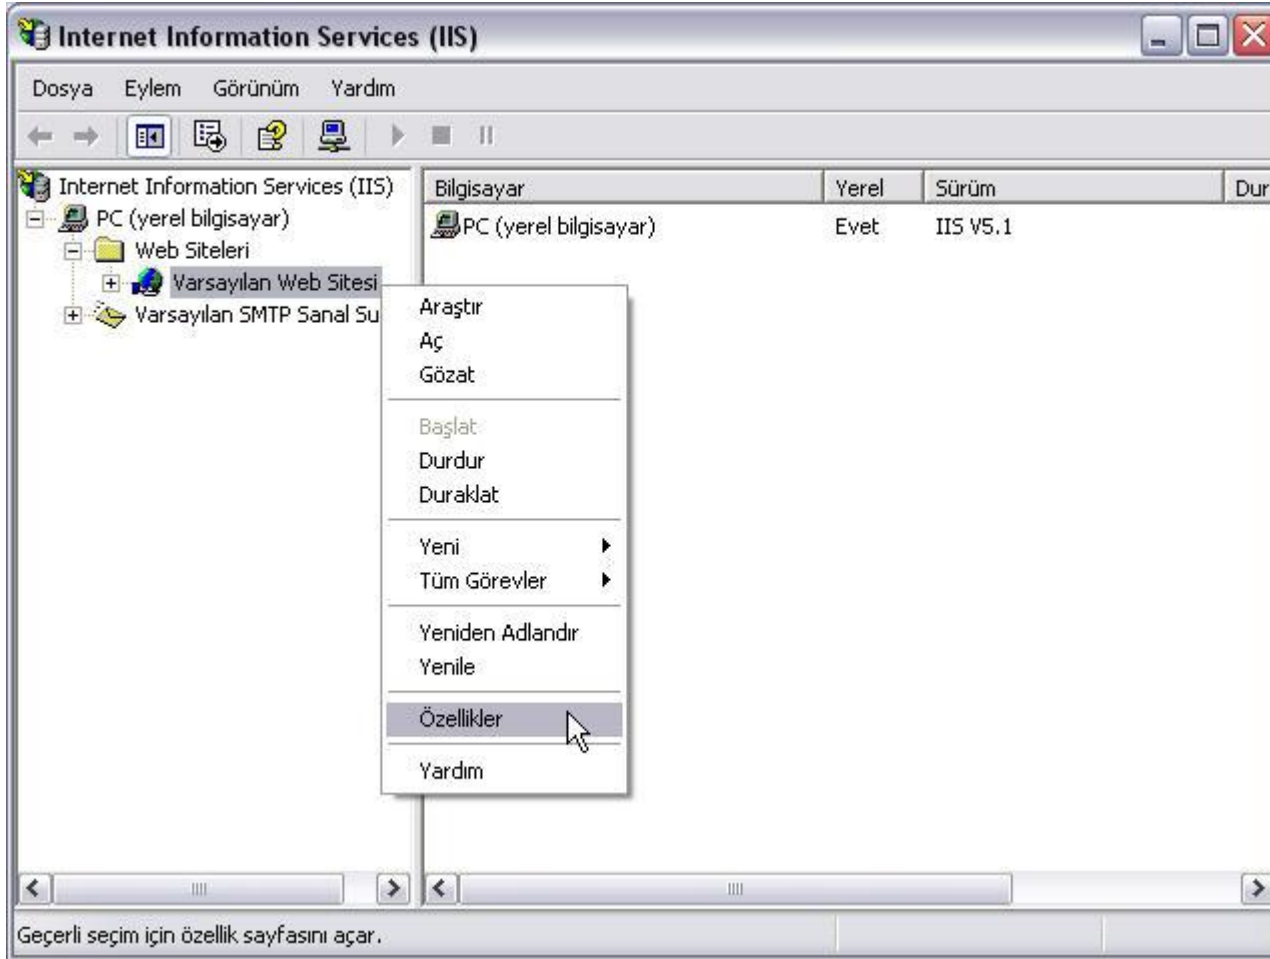 Internet Information Services (IIS)
Dosya Eylem Görünüm Yardım
Internet Information Services (IIS)
PC (yerel bilgisayar)
Web Siteleri
Varsayılan Web Sitesi
Varsayılan SMTP Sanal Su
Bilgisayar Yerel Sürüm Dur
PC (yerel bilgisayar) Evet IIS V5.1
Araştır
Aç
Gözat
Başlat
Durdur
Duraklat
Yeni
Tüm Görevler
Yeniden Adlandır
Yenile
Özellikler
Yardım
Geçerli seçim için özellik sayfasını açar.